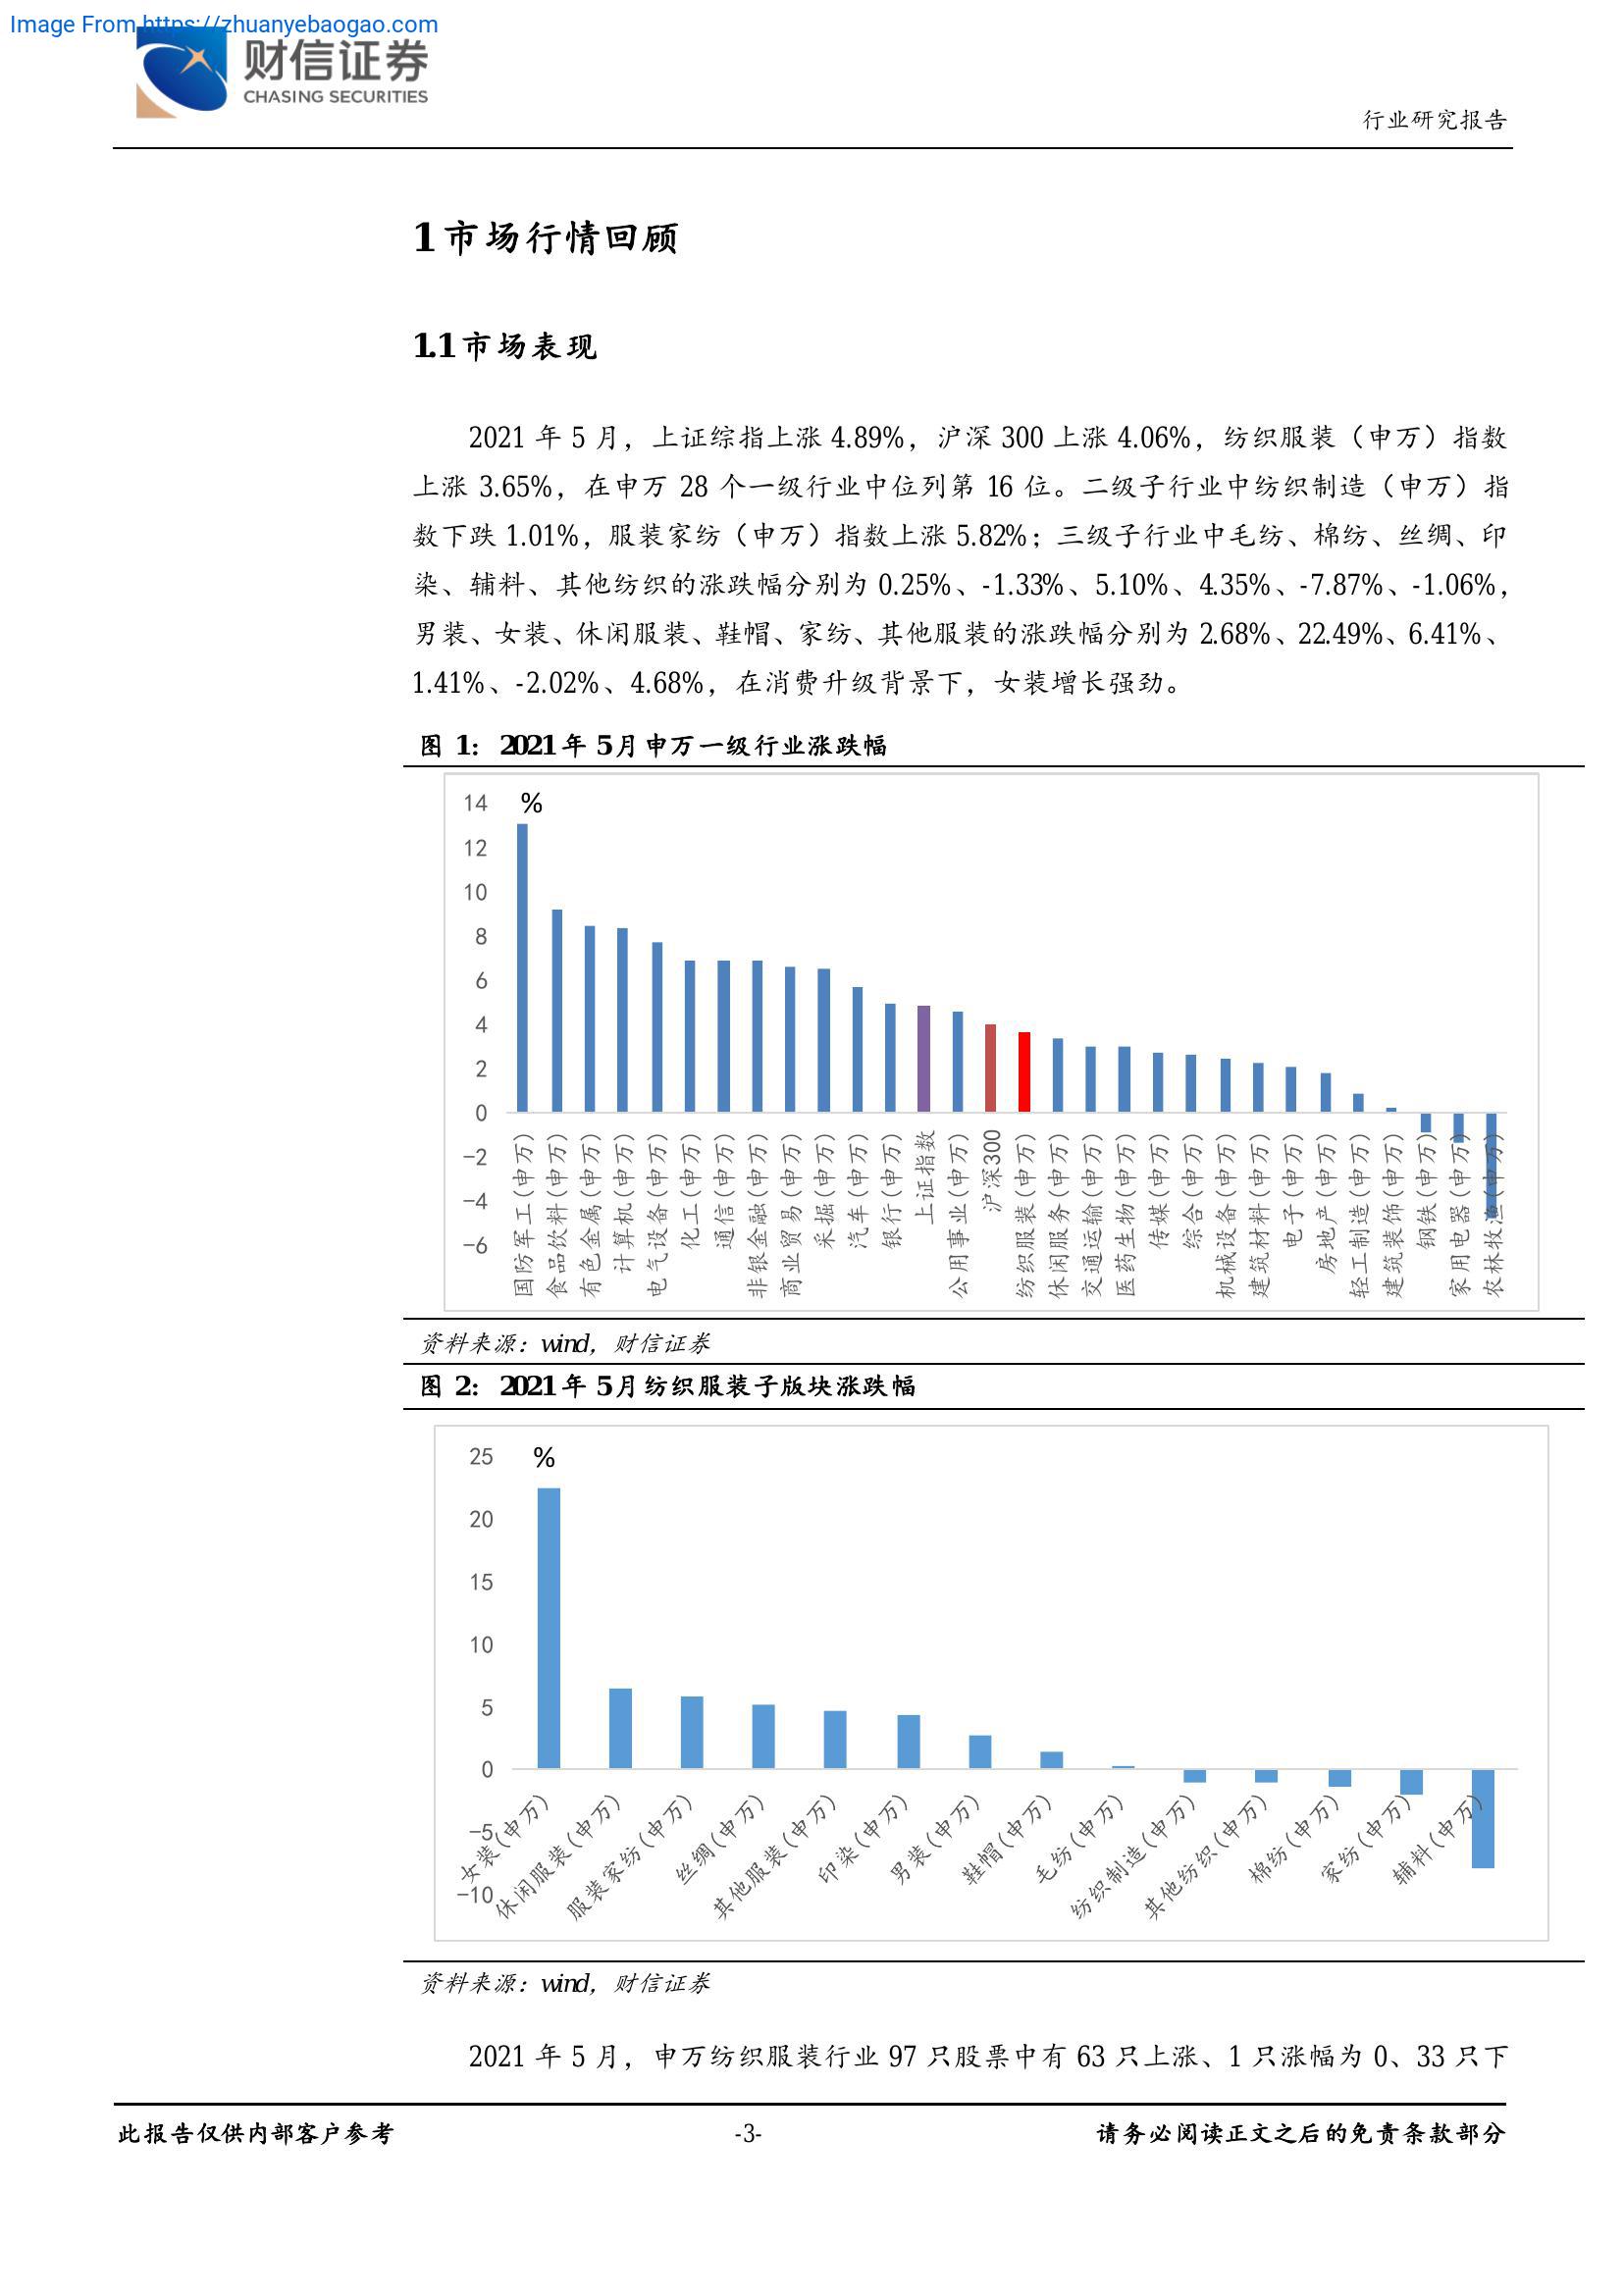 Image From https://zhuanyebaogao.com
财信证券
CHASING SECURITIES
行业研究报告
1 市场行情回顾
1.1 市场表现
2021 年 5 月，上证综指上涨 4.89%，沪深 300 上涨 4.06%，纺织服装（申万）指数
上涨 3.65%，在申万 28 个一级行业中位列第 16 位。二级子行业中纺织制造（申万）指
数下跌 1.01%，服装家纺（申万）指数上涨 5.82%；三级子行业中毛纺、棉纺、丝绸、印
染、辅料、其他纺织的涨跌幅分别为 0.25%、-1.33%、5.10%、4.35%、-7.87%、-1.06%，
男装、女装、休闲服装、鞋帽、家纺、其他服装的涨跌幅分别为 2.68%、22.49%、6.41%、
1.41%、-2.02%、4.68%，在消费升级背景下，女装增长强劲。
图 1：2021 年 5 月申万一级行业涨跌幅
%
14
12
10
8
6
4
2
0
-2
-4
-6
国防军工(申万)
食品饮料(申万)
有色金属(申万)
计算机(申万)
电气设备(申万)
化工(申万)
通信(申万)
非银金融(申万)
商业贸易(申万)
采掘(申万)
汽车(申万)
银行(申万)
上证指数
公用事业(申万)
沪深300
纺织服装(申万)
休闲服务(申万)
交通运输(申万)
医药生物(申万)
传媒(申万)
综合(申万)
机械设备(申万)
建筑材料(申万)
电子(申万)
房地产(申万)
轻工制造(申万)
建筑装饰(申万)
钢铁(申万)
家用电器(申万)
农林牧渔(申万)
资料来源：wind，财信证券
图 2：2021 年 5 月纺织服装子版块涨跌幅
%
25
20
15
10
5
0
-5
-10
女装(申万)
休闲服装(申万)
服装家纺(申万)
丝绸(申万)
其他服装(申万)
印染(申万)
男装(申万)
鞋帽(申万)
毛纺(申万)
纺织制造(申万)
其他纺织(申万)
棉纺(申万)
家纺(申万)
辅料(申万)
资料来源：wind，财信证券
2021 年 5 月，申万纺织服装行业 97 只股票中有 63 只上涨、1 只涨幅为 0、33 只下
此报告仅供内部客户参考
-3-
请务必阅读正文之后的免责条款部分